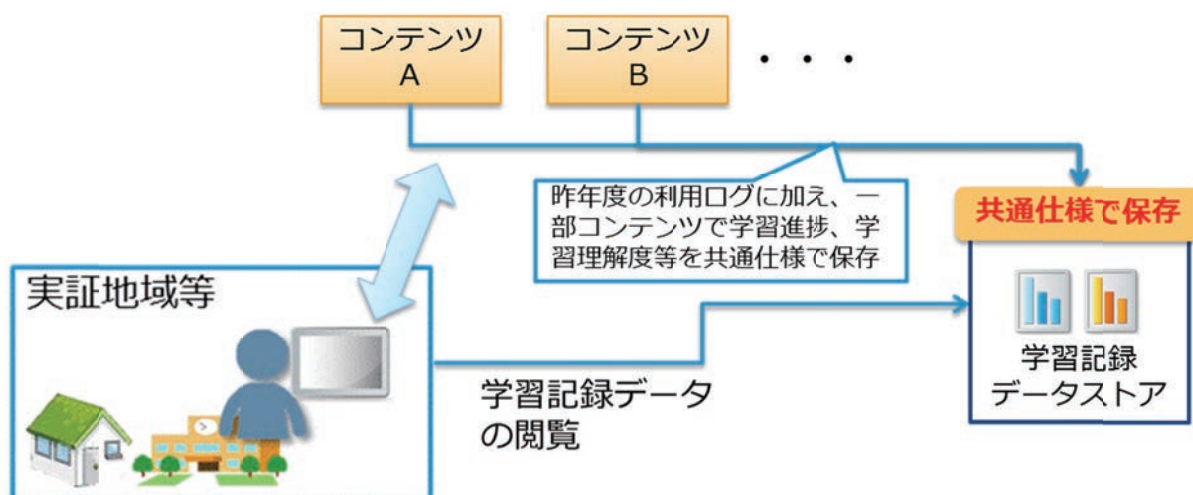 コンテンツ
A
コンテンツ
B
・・・
昨年度の利用ログに加え、一
部コンテンツで学習進捗、学
習理解度等を共通仕様で保存
共通仕様で保存
実証地域等
学習記録
データストア
学習記録データ
の閲覧